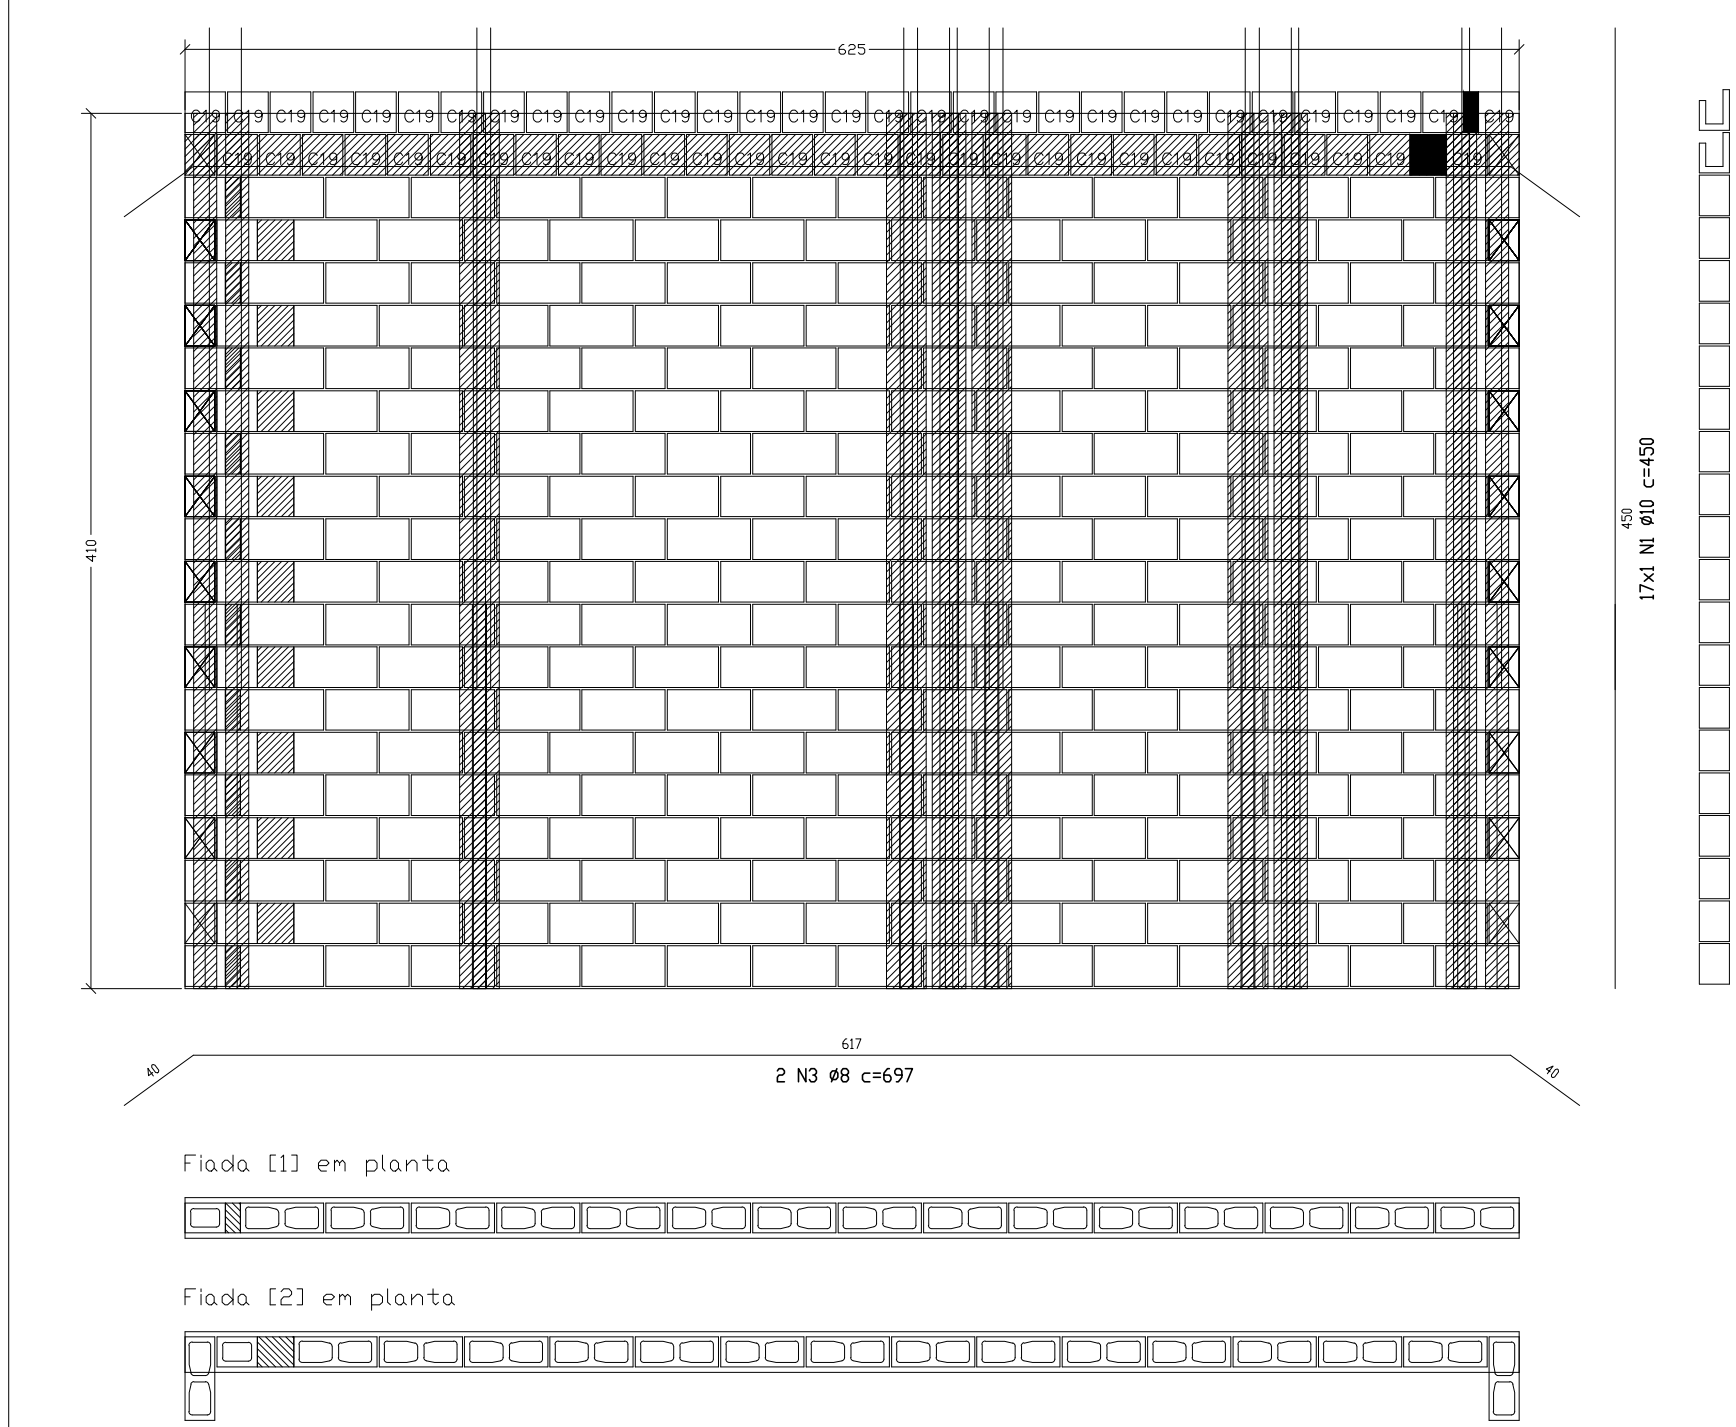 625
C19 C19 C19 C19 C19 C19 C19 C19 C19 C19 C19 C19 C19 C19 C19 C19 C19 C19 C19 C19 C19 C19 C19 C19 C19 C19 C19 C19 C19 C19 C19
C19 C19 C19 C19 C19 C19 C19 C19 C19 C19 C19 C19 C19 C19 C19 C19 C19 C19 C19 C19 C19 C19 C19 C19 C19 C19 C19 C19 C19
410
450
17x1 N1 ø10 c=450
617
40
40
2 N3 ø8 c=697
Fiada [1] em planta
Fiada [2] em planta